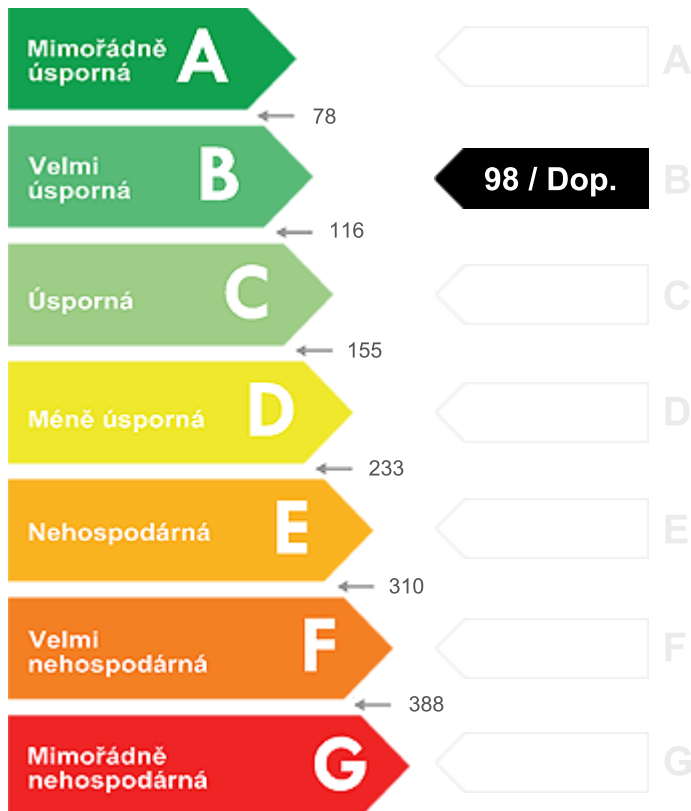 Mimořádně
úsporná
A
A
78
Velmi
úsporná
B
98 / Dop.
B
116
Úsporná
C
C
155
Méně úsporná
D
D
233
Nehospodárná
E
E
310
Velmi
nehospodárná
F
F
388
Mimořádně
nehospodárná
G
G